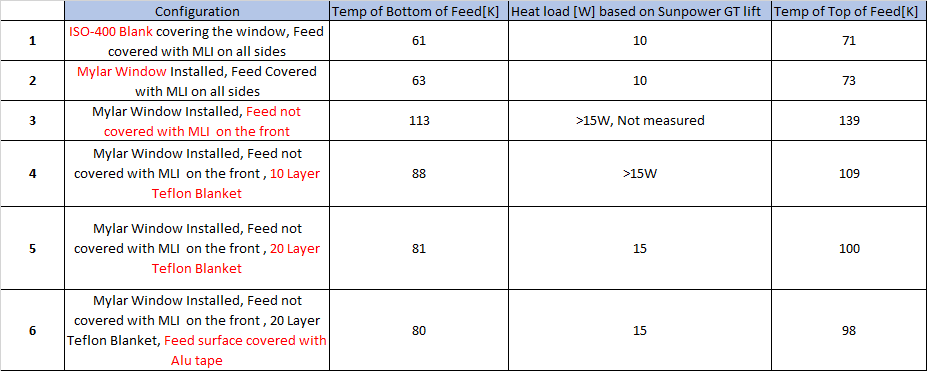 Configuration Temp of Bottom of Feed[K] Heat load [W] based on Sunpower GT lift Temp of Top of Feed[K]
1
ISO-400 Blank covering the window, Feed
covered with MLI on all sides
61 10 71
2
Mylar Window Installed, Feed Covered
with MLI on all sides
63 10 73
3
Mylar Window Installed, Feed not
covered with MLI on the front
113 >15W, Not measured 139
4
Mylar Window Installed, Feed not
covered with MLI on the front , 10 Layer
Teflon Blanket
88 >15W 109
5
Mylar Window Installed, Feed not
covered with MLI on the front , 20 Layer
Teflon Blanket
81 15 100
6
Mylar Window Installed, Feed not
covered with MLI on the front , 20 Layer
Teflon Blanket, Feed surface covered with
Alu tape
80 15 98